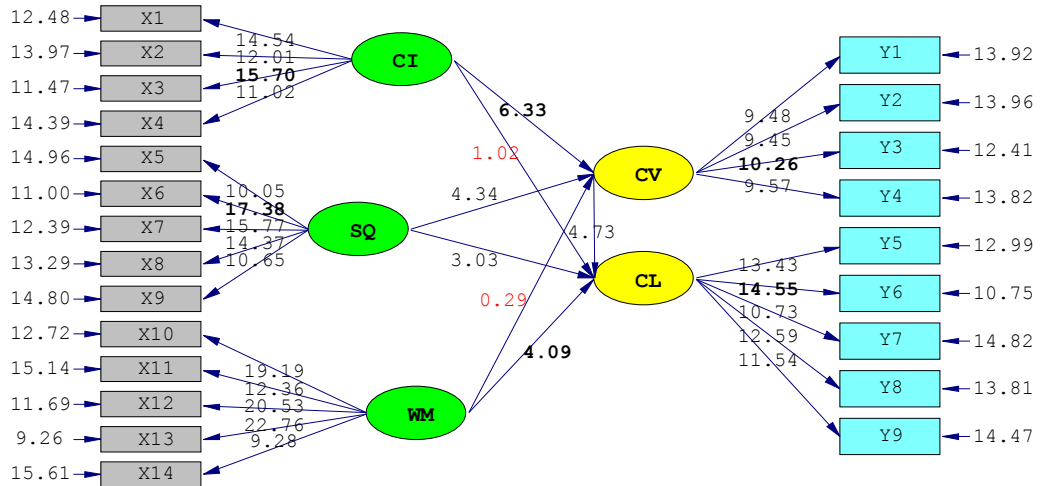 12.48 X1
13.97 X2
11.47 X3
14.39 X4
14.96 X5
11.00 X6
12.39 X7
13.29 X8
14.80 X9
12.72 X10
15.14 X11
11.69 X12
9.26 X13
15.61 X14
14.54
12.01
15.70
11.02
10.05
17.38
15.77
14.37
10.65
19.19
12.36
20.53
22.76
9.28
CI
SQ
WM
6.33
1.02
4.34
3.03
0.29
4.09
4.73
CV
CL
9.48
9.45
10.26
9.57
13.43
14.55
10.73
12.59
11.54
Y1 13.92
Y2 13.96
Y3 12.41
Y4 13.82
Y5 12.99
Y6 10.75
Y7 14.82
Y8 13.81
Y9 14.47